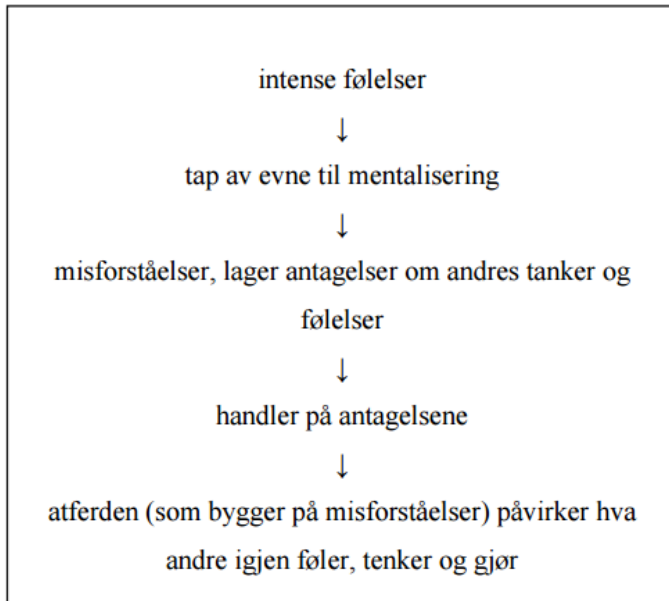 intense følelser
↓
tap av evne til mentalisering
↓
misforståelser, lager antagelser om andres tanker og
følelser
↓
handler på antagelsene
↓
atferden (som bygger på misforståelser) påvirker hva
andre igjen føler, tenker og gjør